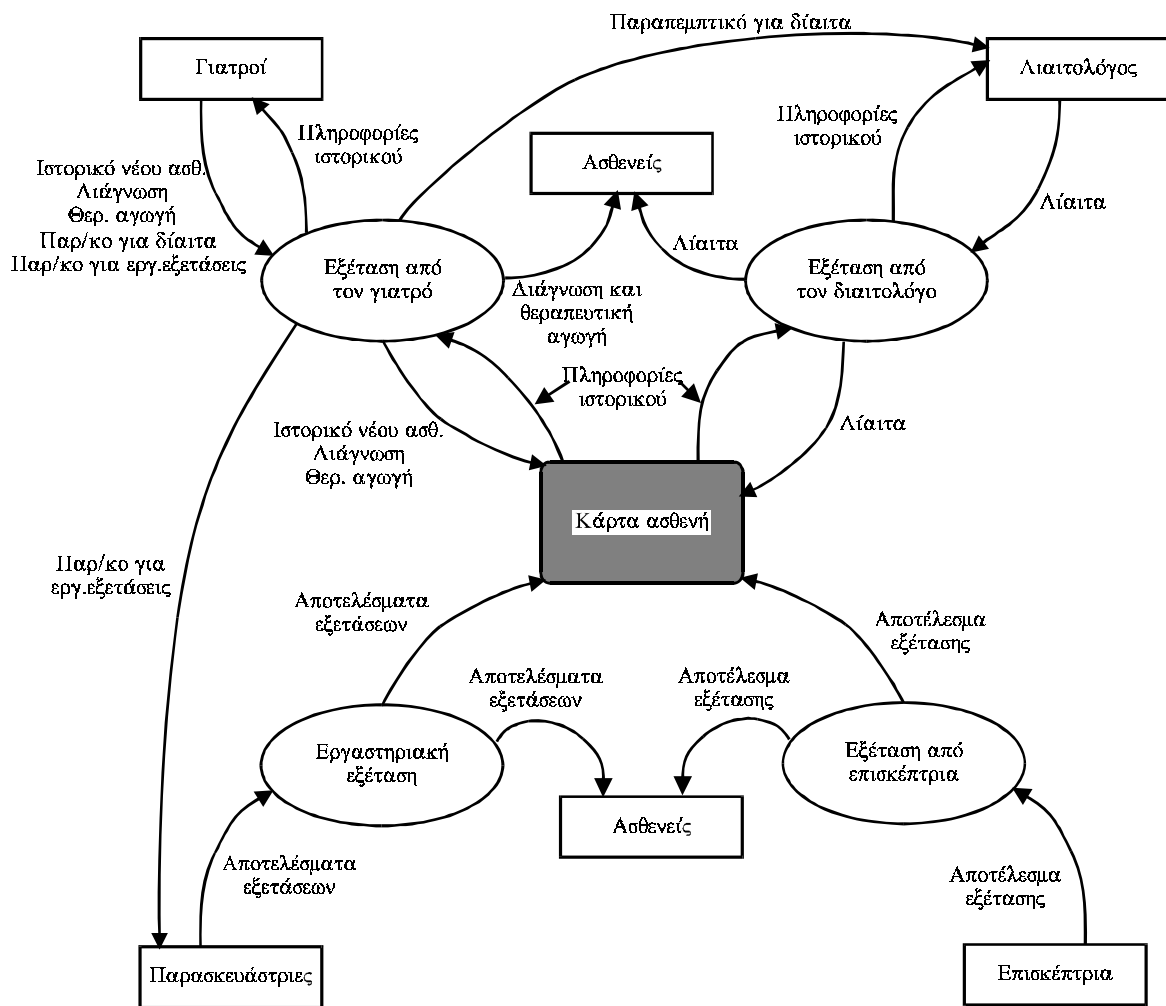 Παραπεμπτικό για δίαιτα
Γιατροί
Διαιτολόγος
Πληροφορίες
ιστορικού
Πληροφορίες
ιστορικού
Ασθενείς
Ιστορικό νέου ασθ.
Διάγνωση
Θερ. αγωγή
Παρ/κο για δίαιτα
Παρ/κο για εργ.εξετάσεις
Δίαιτα
Δίαιτα
Εξέταση από
τον γιατρό
Εξέταση από
τον διαιτολόγο
Διάγνωση και
θεραπευτική
αγωγή
Πληροφορίες
ιστορικού
Ιστορικό νέου ασθ.
Διάγνωση
Θερ. αγωγή
Δίαιτα
Κάρτα ασθενή
Παρ/κο για
εργ.εξετάσεις
Αποτελέσματα
εξετάσεων
Αποτέλεσμα
εξέτασης
Αποτελέσματα
εξετάσεων
Αποτέλεσμα
εξέτασης
Εργαστηριακή
εξέταση
Εξέταση από
επισκέπτρια
Ασθενείς
Αποτελέσματα
εξετάσεων
Αποτέλεσμα
εξέτασης
Παρασκευάστριες
Επισκέπτρια